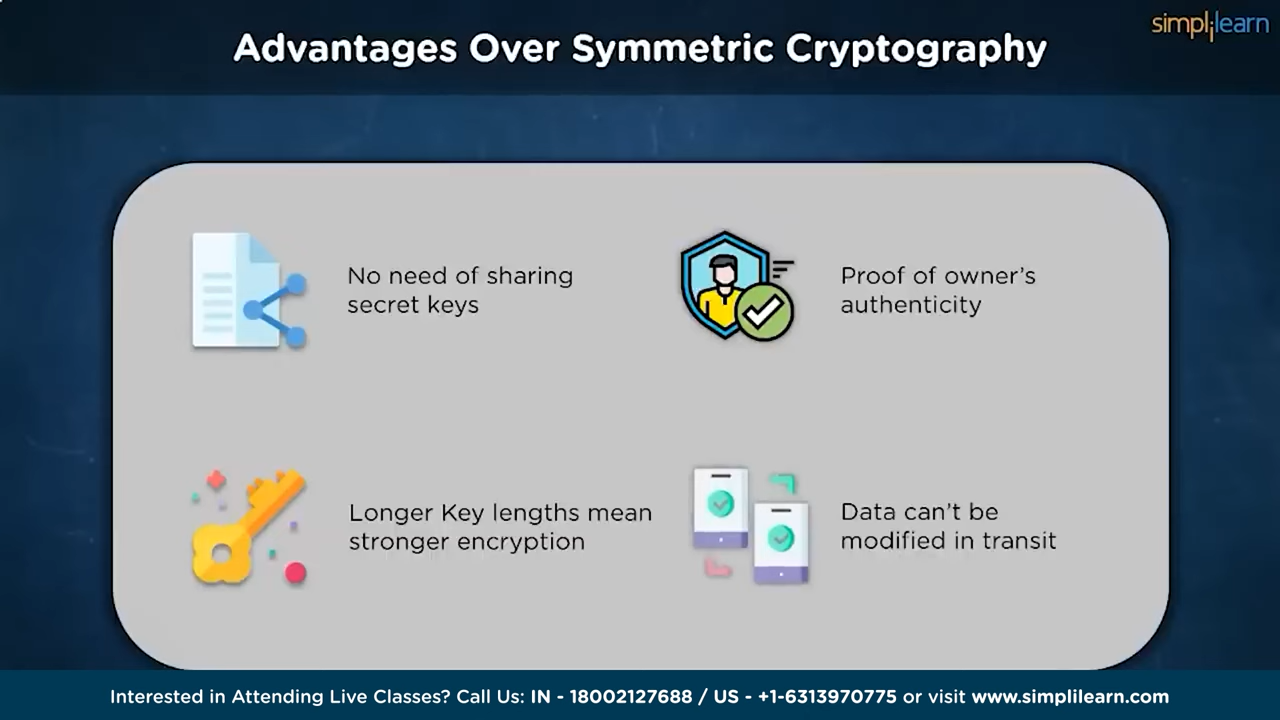 Advantages Over Symmetric Cryptography
simplilearn
No need of sharing
secret keys
Proof of owner's
authenticity
Longer Key lengths mean
stronger encryption
Data can't be
modified in transit
Interested in Attending Live Classes? Call Us: IN - 18002127688 / US - +1-6313970775 or visit www.simplilearn.com